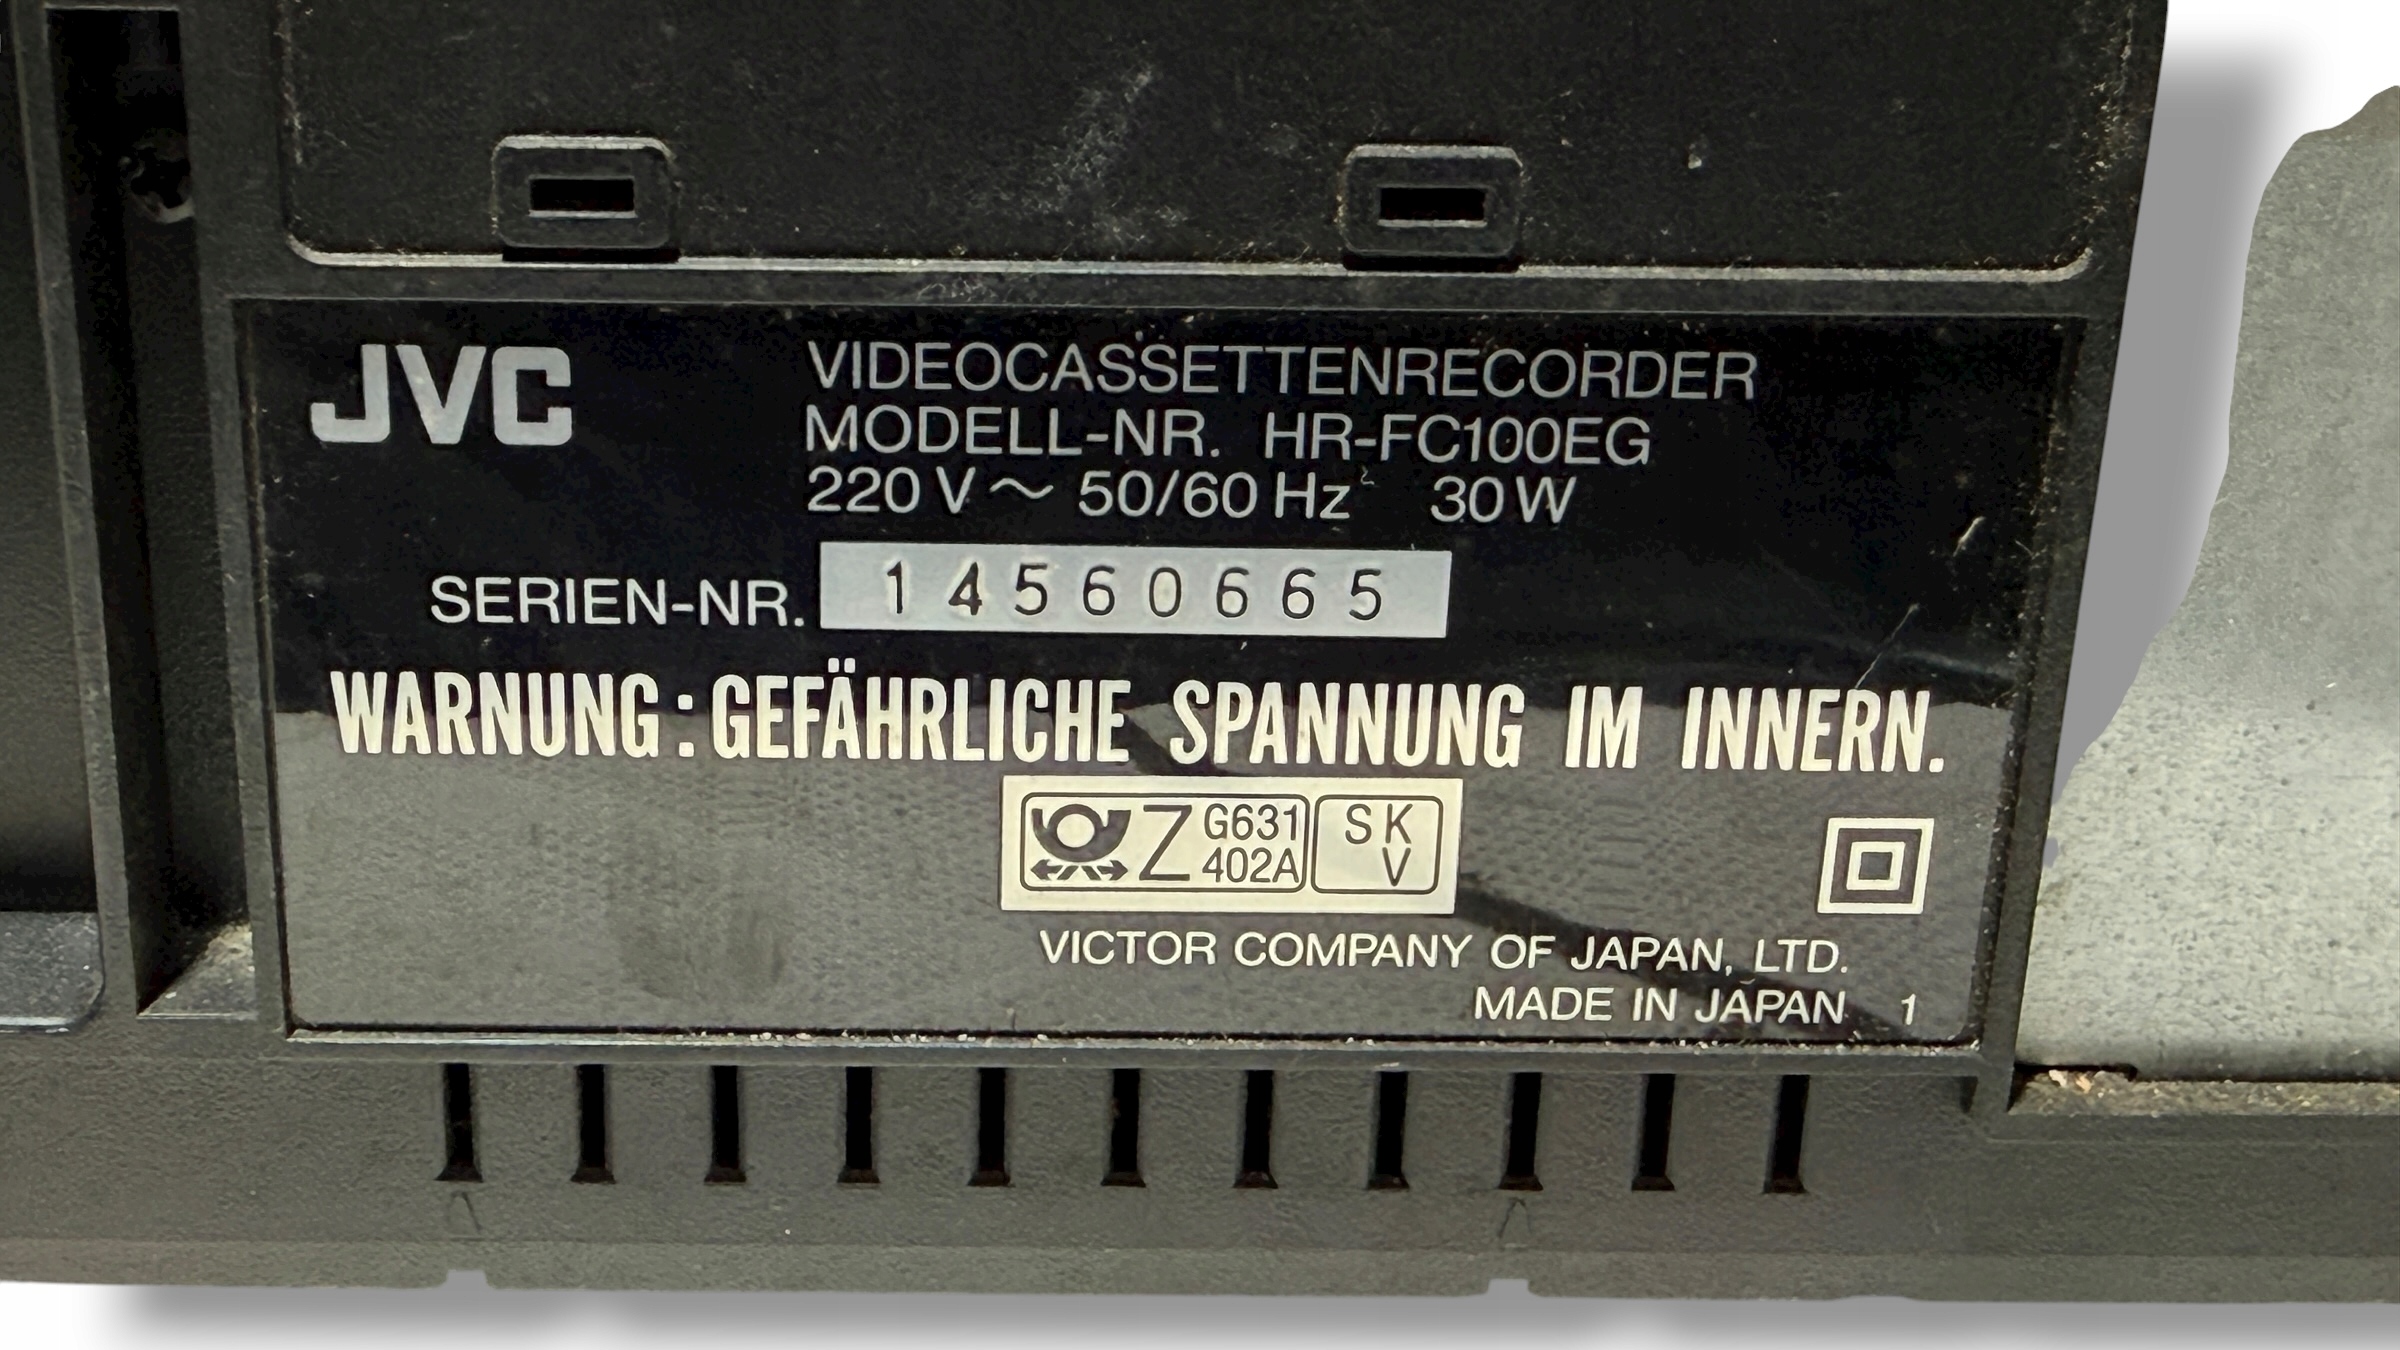 JVC
VIDEOCASSETTENRECORDER
MODELL-NR. HR-FC100EG
220 V ~ 50/60 Hz 30 W
SERIEN-NR. 14560665
WARNUNG: GEFÄHRLICHE SPANNUNG IM INNERN.
Z G631 402A SK V
VICTOR COMPANY OF JAPAN, LTD.
MADE IN JAPAN 1